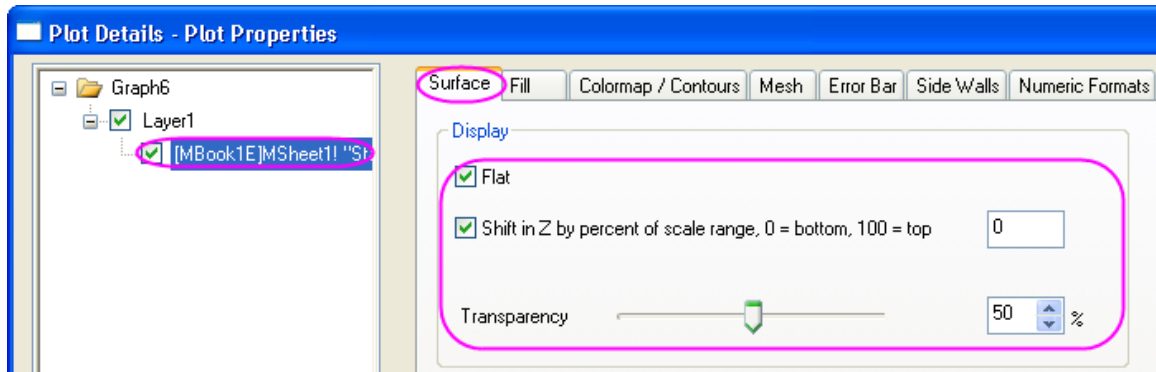 Plot Details - Plot Properties
Graph6
Layer1
[MBook1E]MSheet1! "St
Surface Fill Colormap / Contours Mesh Error Bar Side Walls Numeric Formats
Display
Flat
Shift in Z by percent of scale range, 0 = bottom, 100 = top 0
Transparency 50 %